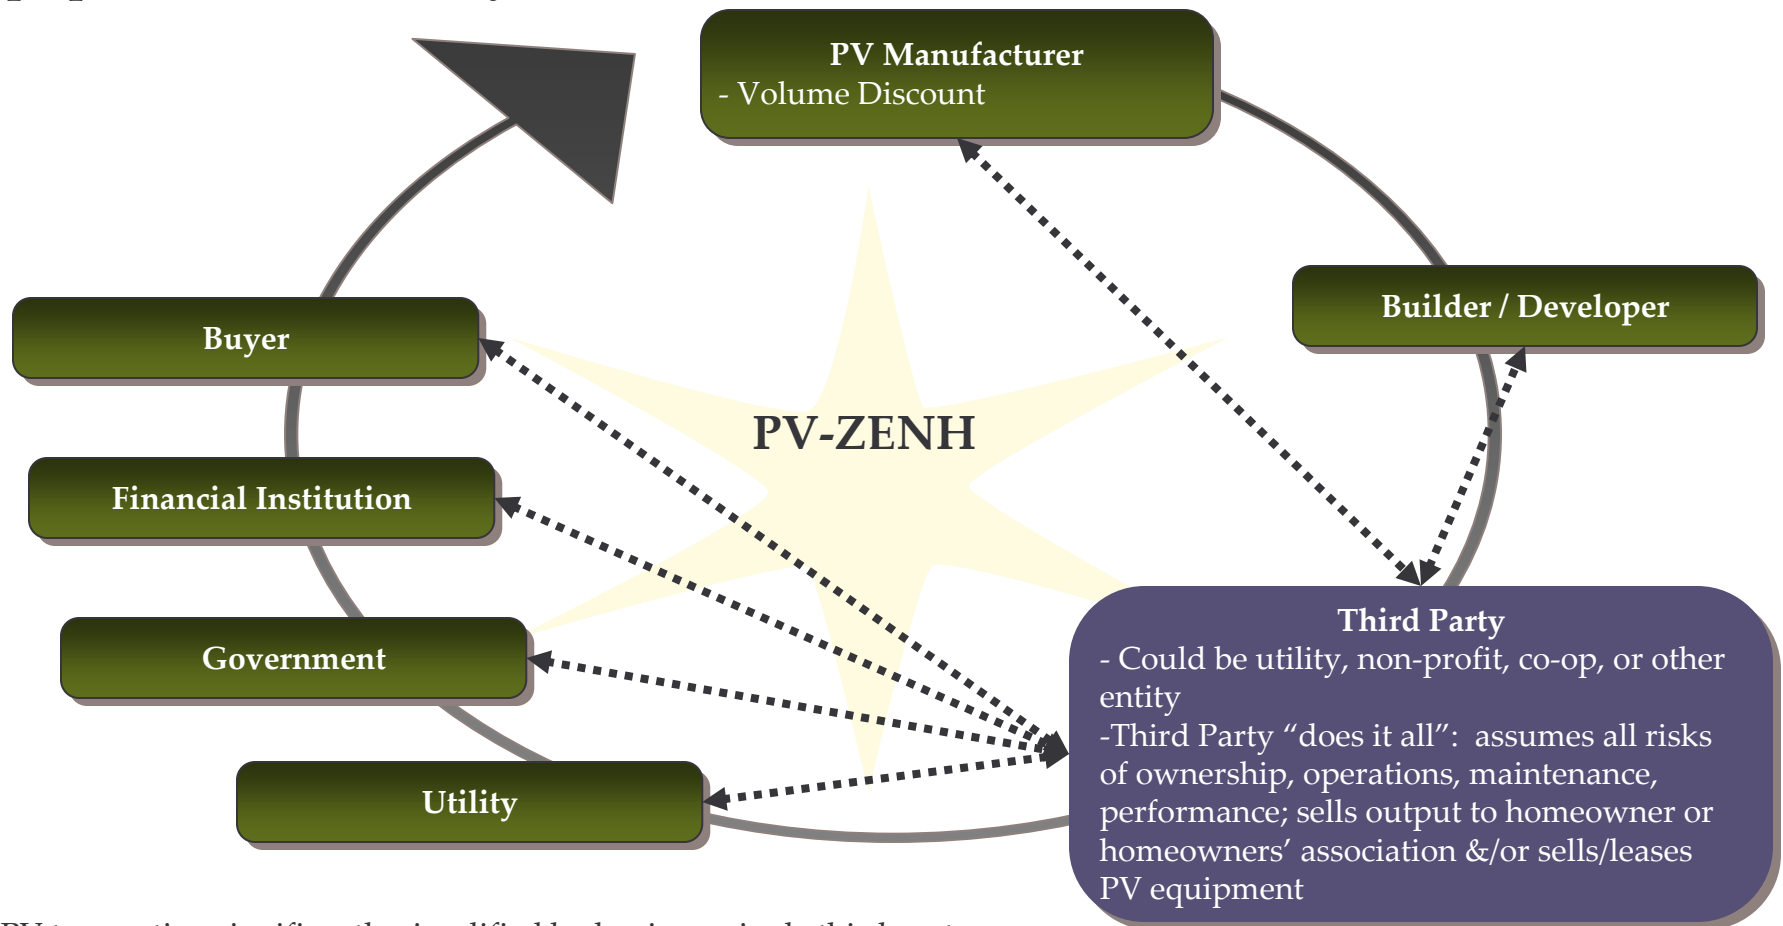 PV Manufacturer
- Volume Discount
Builder / Developer
Buyer
PV-ZENH
Financial Institution
Third Party
- Could be utility, non-profit, co-op, or other
entity
-Third Party “does it all”:  assumes all risks
of ownership, operations, maintenance,
performance; sells output to homeowner or
homeowners’ association &/or sells/leases
PV equipment
Government
Utility